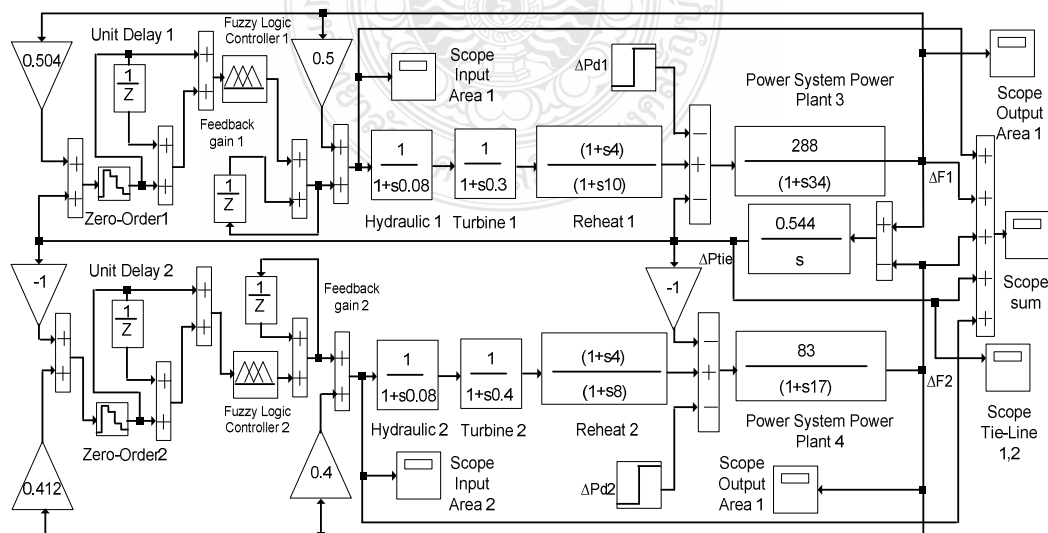 0.504
Unit Delay 1
1
Z
+
+
Fuzzy Logic
Controller 1
0.5
Feedback
gain 1
+
+
Zero-Order1
+
+
1
Z
+
+
+
+
Scope
Input
Area 1
1
1+s0.08
Hydraulic 1
1
1+s0.3
Turbine 1
(1+s4)
(1+s10)
Reheat 1
ΔPd1
−
+
−
Power System Power
Plant 3
288
(1+s34)
ΔF1
Scope
Output
Area 1
0.544
s
+
−
ΔPtie
+
+
+
+
+
Scope
sum
-1
Unit Delay 2
1
Z
+
+
+
+
Zero-Order2
+
+
Fuzzy Logic
Controller 2
1
Z
+
+
Feedback
gain 2
+
+
1
1+s0.08
Hydraulic 2
1
1+s0.4
Turbine 2
(1+s4)
(1+s8)
Reheat 2
-1
−
+
−
83
(1+s17)
Power System Power
Plant 4
ΔF2
Scope
Tie-Line
1,2
0.412
0.4
Scope
Input
Area 2
ΔPd2
Scope
Output
Area 1